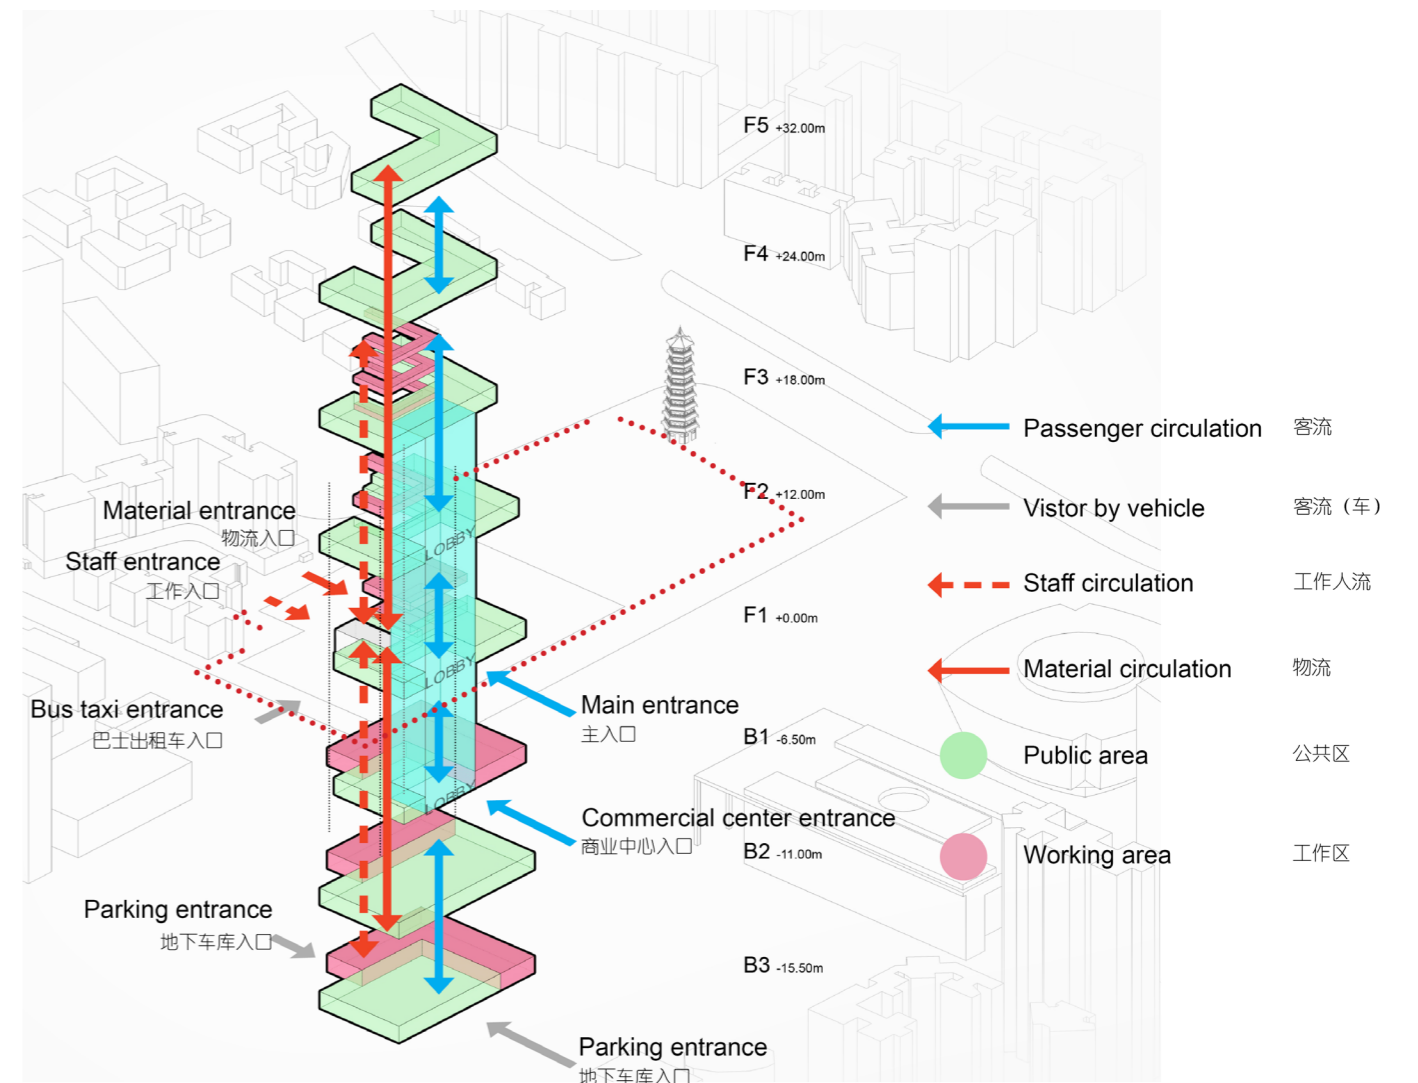 F5 +32.00m
F4 +24.00m
F3 +18.00m
Passenger circulation 客流
F2 +12.00m
Vistor by vehicle 客流（车）
Material entrance
物流入口
LOBBY
Staff entrance
工作入口
Staff circulation 工作人流
F1 +0.00m
LOBBY
Material circulation 物流
Main entrance
主入口
Bus taxi entrance
巴士出租车入口
B1 -6.50m
Public area 公共区
LOBBY
Commercial center entrance
商业中心入口
B2 -11.00m
Working area 工作区
Parking entrance
地下车库入口
B3 -15.50m
Parking entrance
地下车库入口